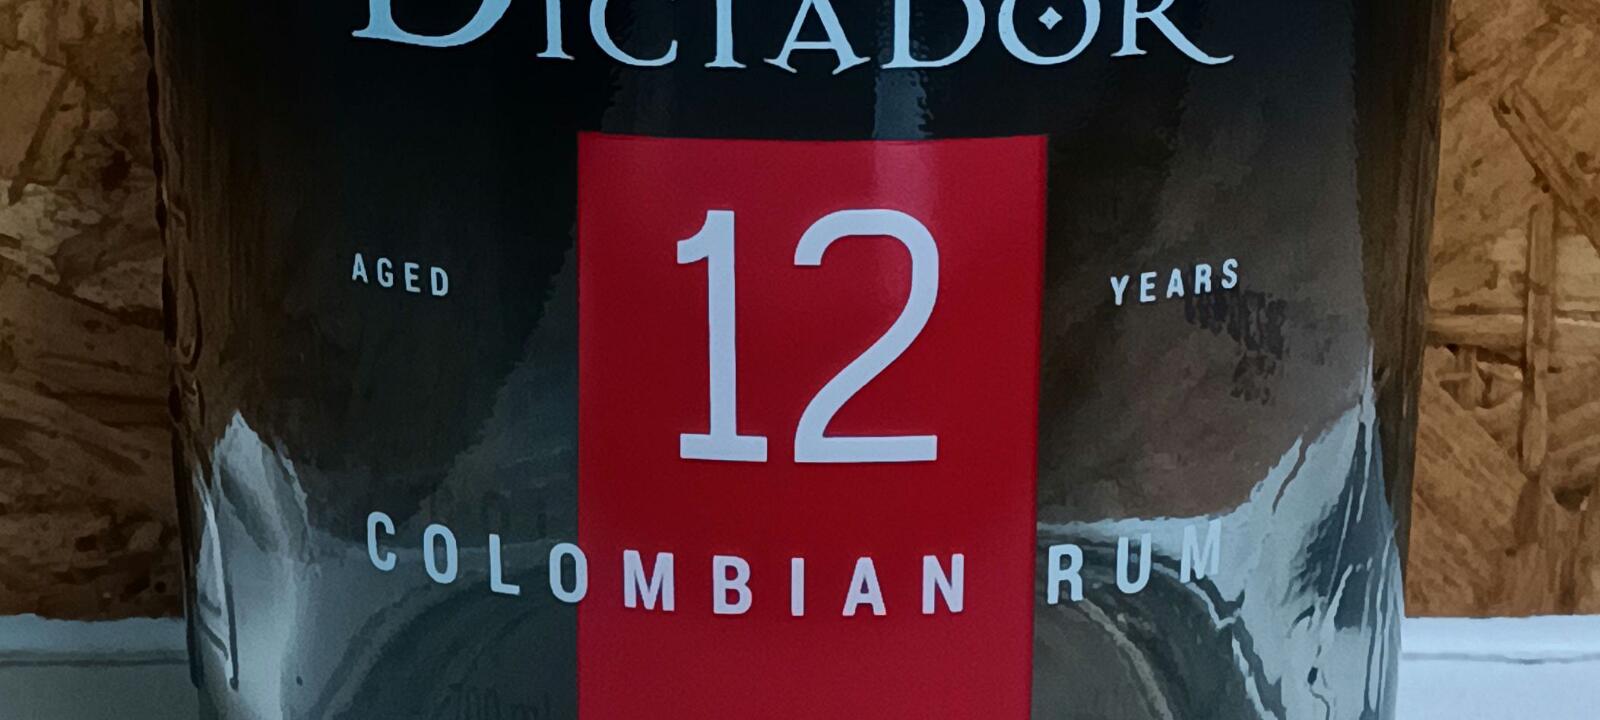 DICTADOR
AGED 12 YEARS
COLOMBIAN RUM